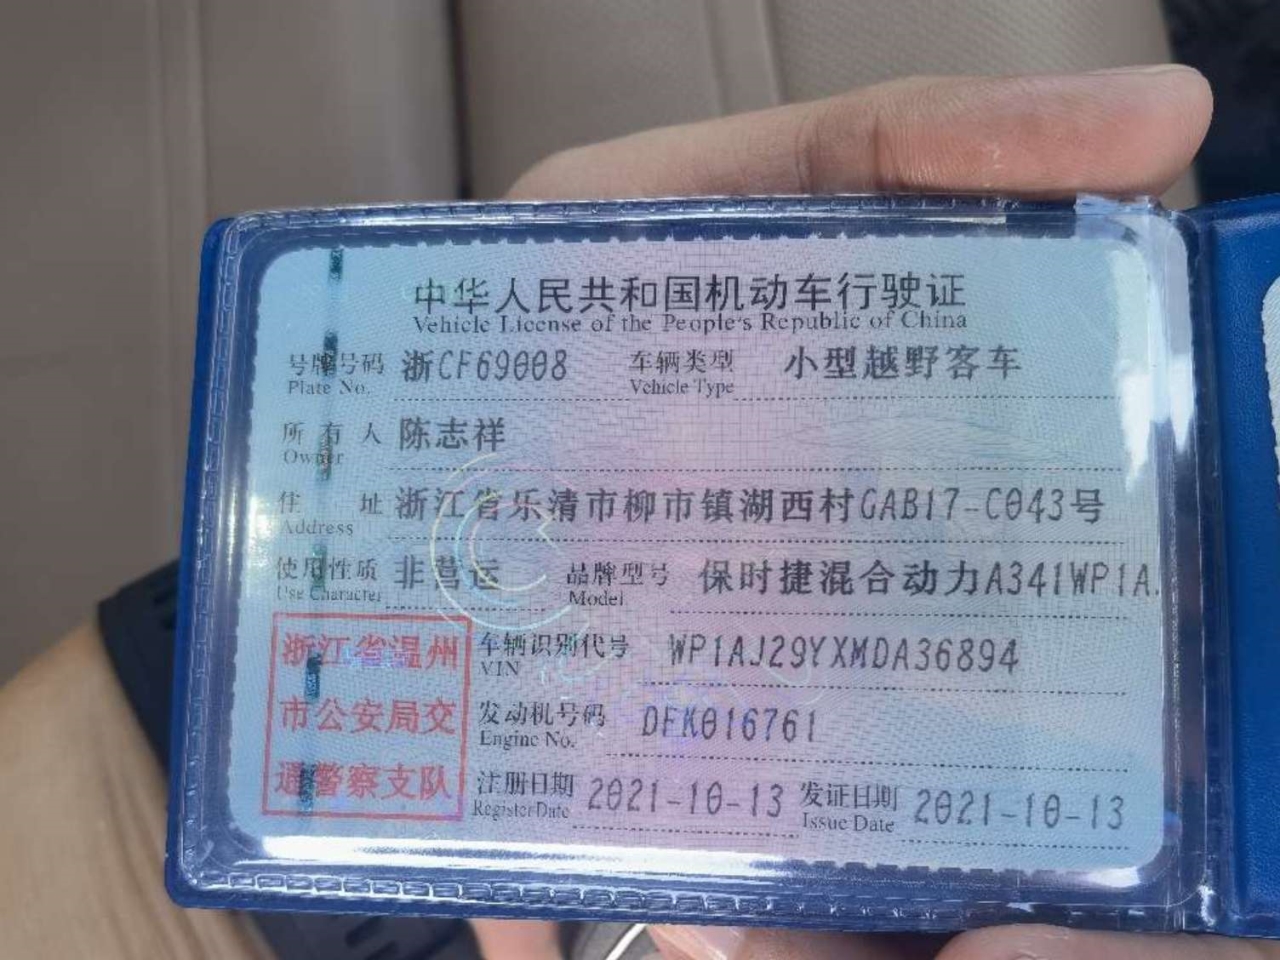 中华人民共和国机动车行驶证
Vehicle License of the People's Republic of China
号牌号码 浙CF69008 车辆类型 小型越野客车
Plate No. Vehicle Type
所有人 陈志祥
Owner
住址 浙江省乐清市柳市镇湖西村GAB17-C043号
Address
使用性质 非营运 品牌型号 保时捷混合动力A341WP1A
Use Character Model
浙江省温州 车辆识别代号 WP1AJ29YXMDA36894
VIN
市公安局交 发动机号码 DFK016761
Engine No.
通警察支队 注册日期 2021-10-13 发证日期 2021-10-13
Register Date Issue Date